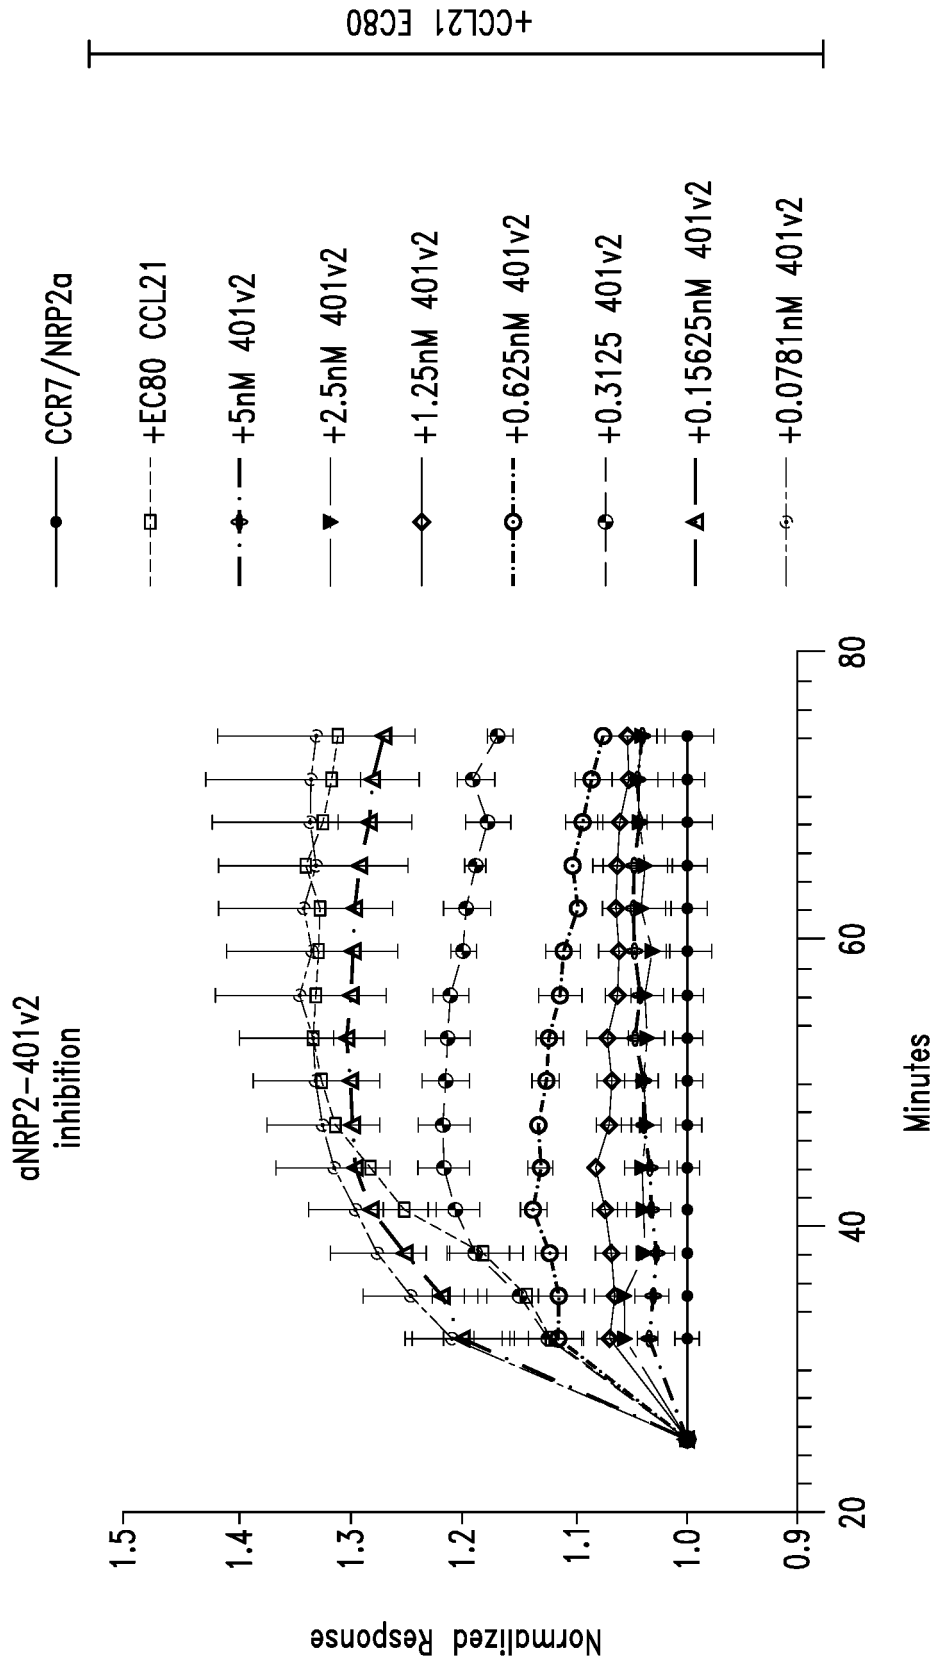 aNRP2-401v2
inhibition
Normalized Response
1.5
1.4
1.3
1.2
1.1
1.0
0.9
20
40
60
80
Minutes
CCR7/NRP2a
+EC80 CCL21
+5nM 401v2
+2.5nM 401v2
+1.25nM 401v2
+0.625nM 401v2
+0.3125 401v2
+0.15625nM 401v2
+0.0781nM 401v2
+CCL21 EC80